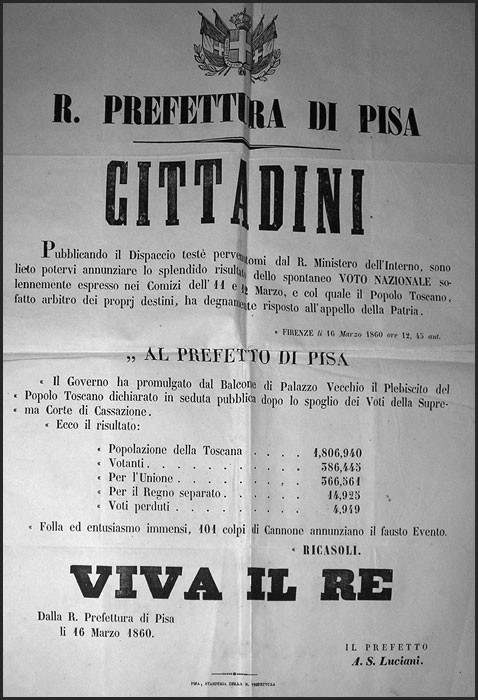 R. PREFETTURA DI PISA
CITTADINI
Pubblicando il Dispaccio testè pervenutomi dal R. Ministero dell'Interno, sono
lieto potervi annunziare lo splendido risultato dello spontaneo VOTO NAZIONALE so-
lennemente espresso nei Comizi dell'11 e 12 Marzo, e col quale il Popolo Toscano,
fatto arbitro dei proprj destini, ha degnamente risposto all'appello della Patria.
« FIRENZE li 16 Marzo 1860 ore 12, 45 ant.
„ AL PREFETTO DI PISA
« Il Governo ha promulgato dal Balcone di Palazzo Vecchio il Plebiscito del
« Popolo Toscano dichiarato in seduta pubblica dopo lo spoglio dei Voti della Supre-
« ma Corte di Cassazione.
« Ecco il risultato:
« Popolazione della Toscana . . . . 1,806,940
« Votanti . . . . . . . . . . . 386,445
« Per l'Unione . . . . . . . . . 366,561
« Per il Regno separato . . . . . . 14,925
« Voti perduti . . . . . . . . . 4,949
« Folla ed entusiasmo immensi, 101 colpi di Cannone annunziano il fausto Evento.
« RICASOLI.
VIVA IL RE
Dalla R. Prefettura di Pisa
li 16 Marzo 1860.
IL PREFETTO
A. S. Luciani.
PISA, STAMPERIA DELLA R. PREFETTURA